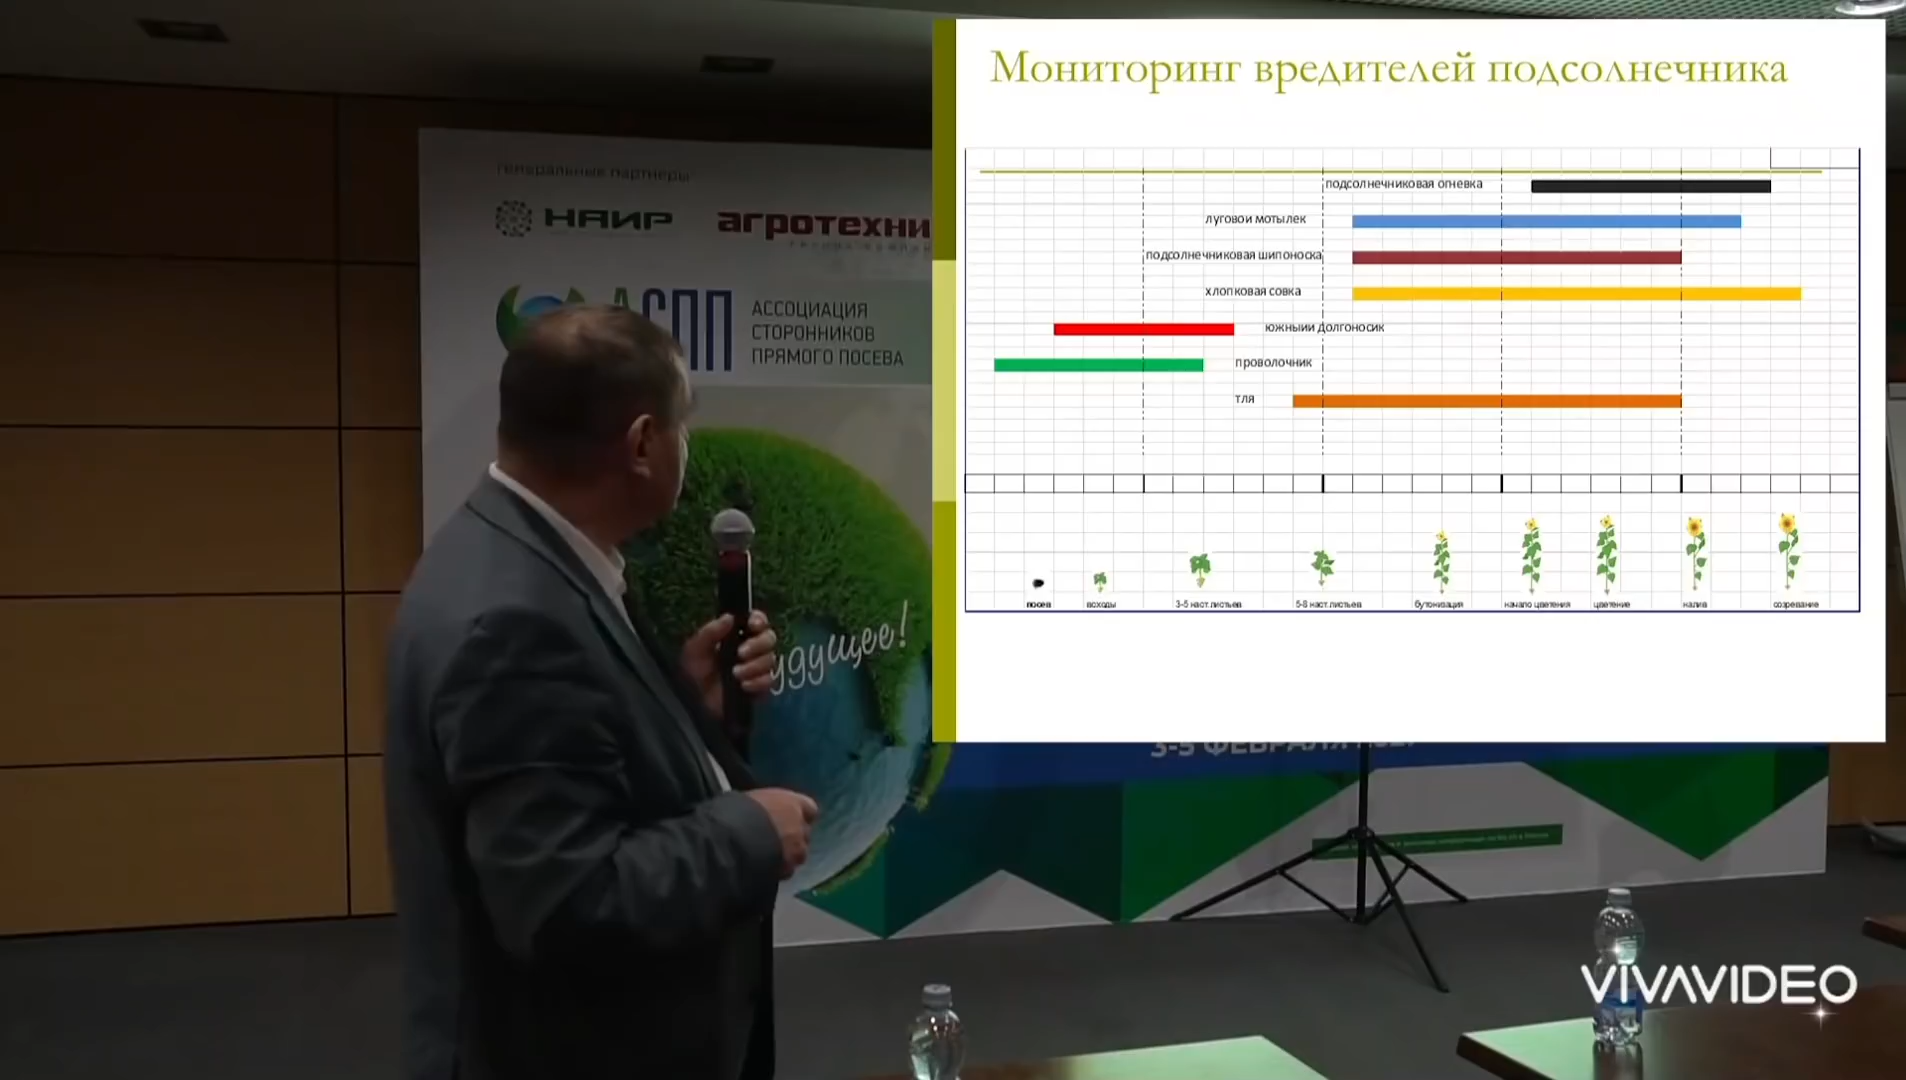 Мониторинг вредителей подсолнечника
генеральные партнеры
НАИР
агротехни
АСПП
АССОЦИАЦИЯ
СТОРОННИКОВ
ПРЯМОГО ПОСЕВА
удущее!
подсолнечниковая огневка
луговой мотылек
подсолнечниковая шипоноска
хлопковая совка
южныйи долгоносик
проволочник
тля
посев
всходы
3-5 наст.листьев
5-8 наст.листьев
бутонизация
начало цветения
цветение
налив
созревание
3-5 ФЕВРАЛЯ
VIVAVIDEO